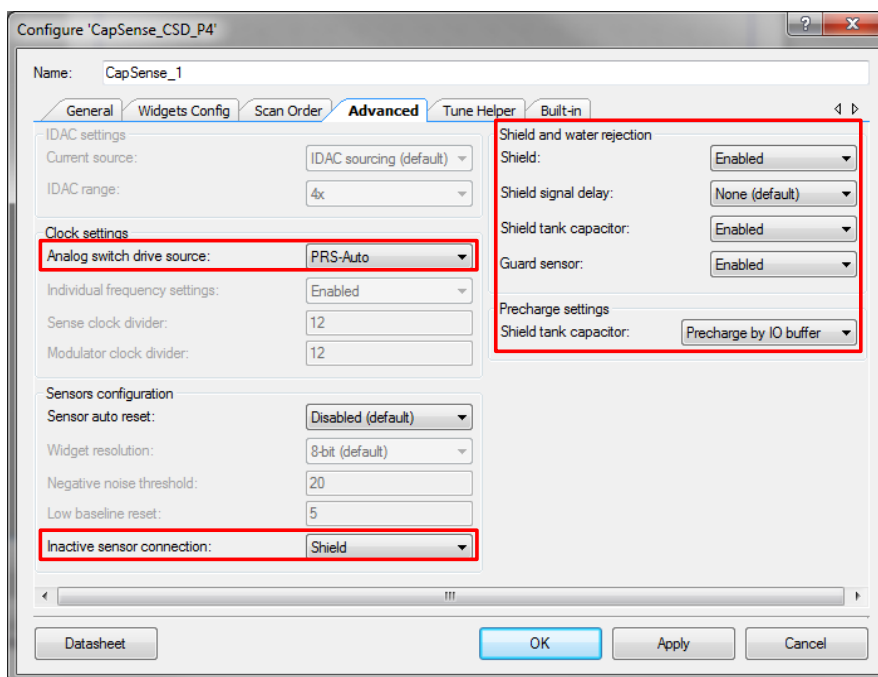 Configure 'CapSense_CSD_P4'
Name: CapSense_1
General Widgets Config Scan Order Advanced Tune Helper Built-in
IDAC settings
Current source: IDAC sourcing (default)
IDAC range: 4x
Clock settings
Analog switch drive source: PRS-Auto
Individual frequency settings: Enabled
Sense clock divider: 12
Modulator clock divider: 12
Sensors configuration
Sensor auto reset: Disabled (default)
Widget resolution: 8-bit (default)
Negative noise threshold: 20
Low baseline reset: 5
Inactive sensor connection: Shield
Shield and water rejection
Shield: Enabled
Shield signal delay: None (default)
Shield tank capacitor: Enabled
Guard sensor: Enabled
Precharge settings
Shield tank capacitor: Precharge by IO buffer
Datasheet OK Apply Cancel